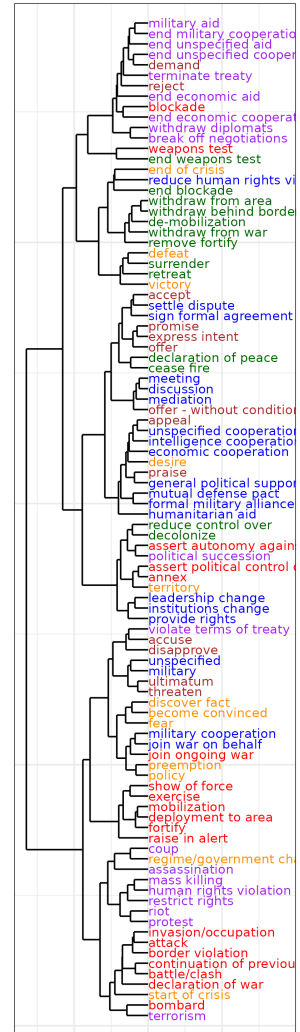 military aid
end military cooperatio
end unspecified aid
end unspecified cooper
demand
terminate treaty
reject
end economic aid
blockade
end economic cooperat
withdraw diplomats
break off negotiations
weapons test
end weapons test
end of crisis
reduce human rights vi
end blockade
withdraw from area
withdraw behind borde
de-mobilization
withdraw from war
remove fortify
defeat
surrender
retreat
victory
accept
settle dispute
sign formal agreement
promise
express intent
offer
declaration of peace
cease fire
meeting
discussion
mediation
offer - without condition
appeal
unspecified cooperation
intelligence cooperation
economic cooperation
desire
praise
general political suppor
mutual defense pact
formal military alliance
humanitarian aid
reduce control over
decolonize
assert autonomy again
political succession
assert political control o
annex
territory
leadership change
institutions change
provide rights
violate terms of treaty
accuse
disapprove
unspecified
military
ultimatum
threaten
discover fact
become convinced
fear
military cooperation
join war on behalf
join ongoing war
preemption
policy
show of force
exercise
mobilization
deployment to area
fortify
raise in alert
coup
regime/government cha
assassination
mass killing
human rights violation
restrict rights
riot
protest
invasion/occupation
attack
border violation
continuation of previou
battle/clash
declaration of war
start of crisis
bombard
terrorism